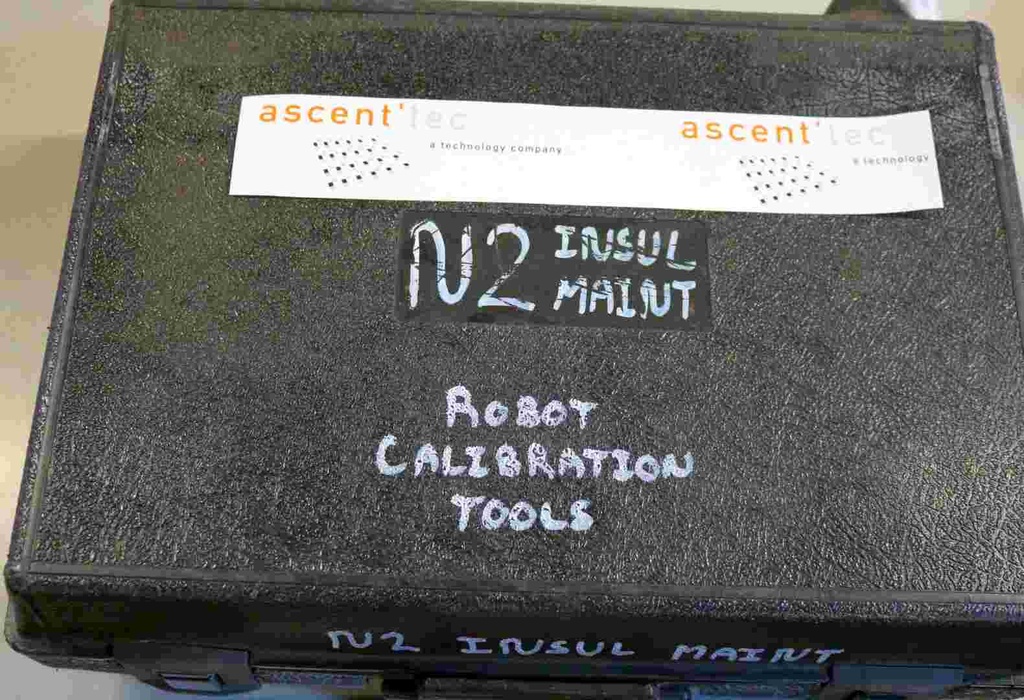 ascent'tec ascent'tec
a technology company a technology
N2 INSUL
MAINT
ROBOT
CALIBRATION
TOOLS
N2 INSUL MAINT